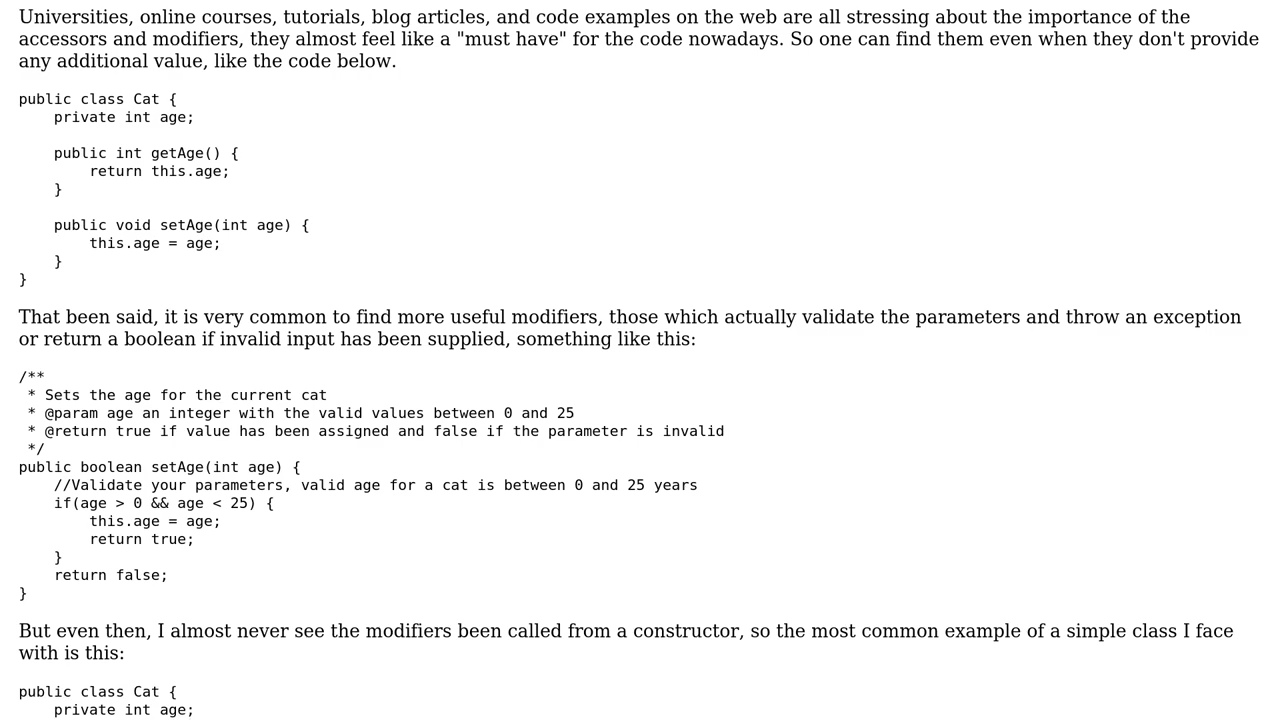 Universities, online courses, tutorials, blog articles, and code examples on the web are all stressing about the importance of the
accessors and modifiers, they almost feel like a "must have" for the code nowadays. So one can find them even when they don't provide
any additional value, like the code below.
public class Cat {
    private int age;
    public int getAge() {
        return this.age;
    }
    public void setAge(int age) {
        this.age = age;
    }
}
That been said, it is very common to find more useful modifiers, those which actually validate the parameters and throw an exception
or return a boolean if invalid input has been supplied, something like this:
/**
 * Sets the age for the current cat
 * @param age an integer with the valid values between 0 and 25
 * @return true if value has been assigned and false if the parameter is invalid
 */
public boolean setAge(int age) {
    //Validate your parameters, valid age for a cat is between 0 and 25 years
    if(age > 0 && age < 25) {
        this.age = age;
        return true;
    }
    return false;
}
But even then, I almost never see the modifiers been called from a constructor, so the most common example of a simple class I face
with is this:
public class Cat {
    private int age;